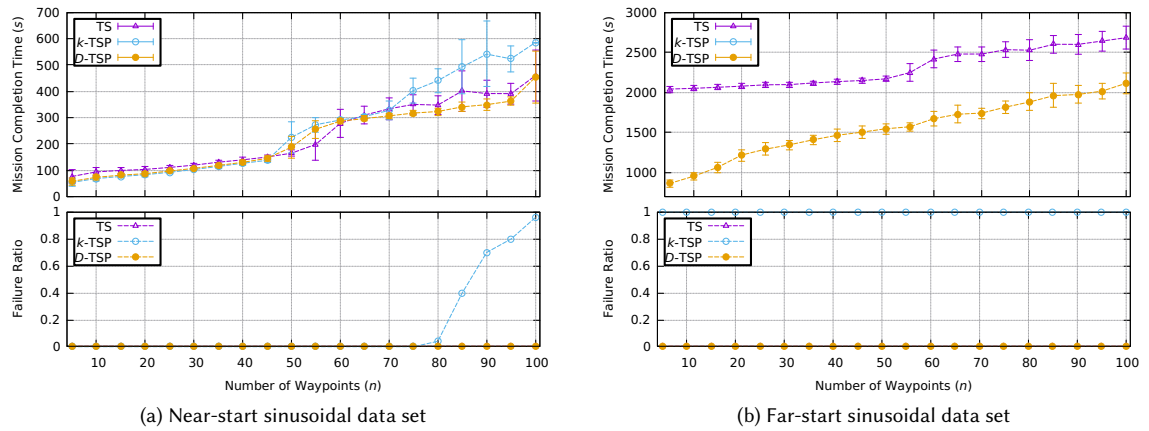 Mission Completion Time (s)
700
600
500
400
300
200
100
0
TS
k-TSP
D-TSP
Failure Ratio
1
0.8
0.6
0.4
0.2
0
TS
k-TSP
D-TSP
10 20 30 40 50 60 70 80 90 100
Number of Waypoints (n)
(a) Near-start sinusoidal data set
Mission Completion Time (s)
3000
2500
2000
1500
1000
TS
k-TSP
D-TSP
Failure Ratio
1
0.8
0.6
0.4
0.2
0
TS
k-TSP
D-TSP
10 20 30 40 50 60 70 80 90 100
Number of Waypoints (n)
(b) Far-start sinusoidal data set